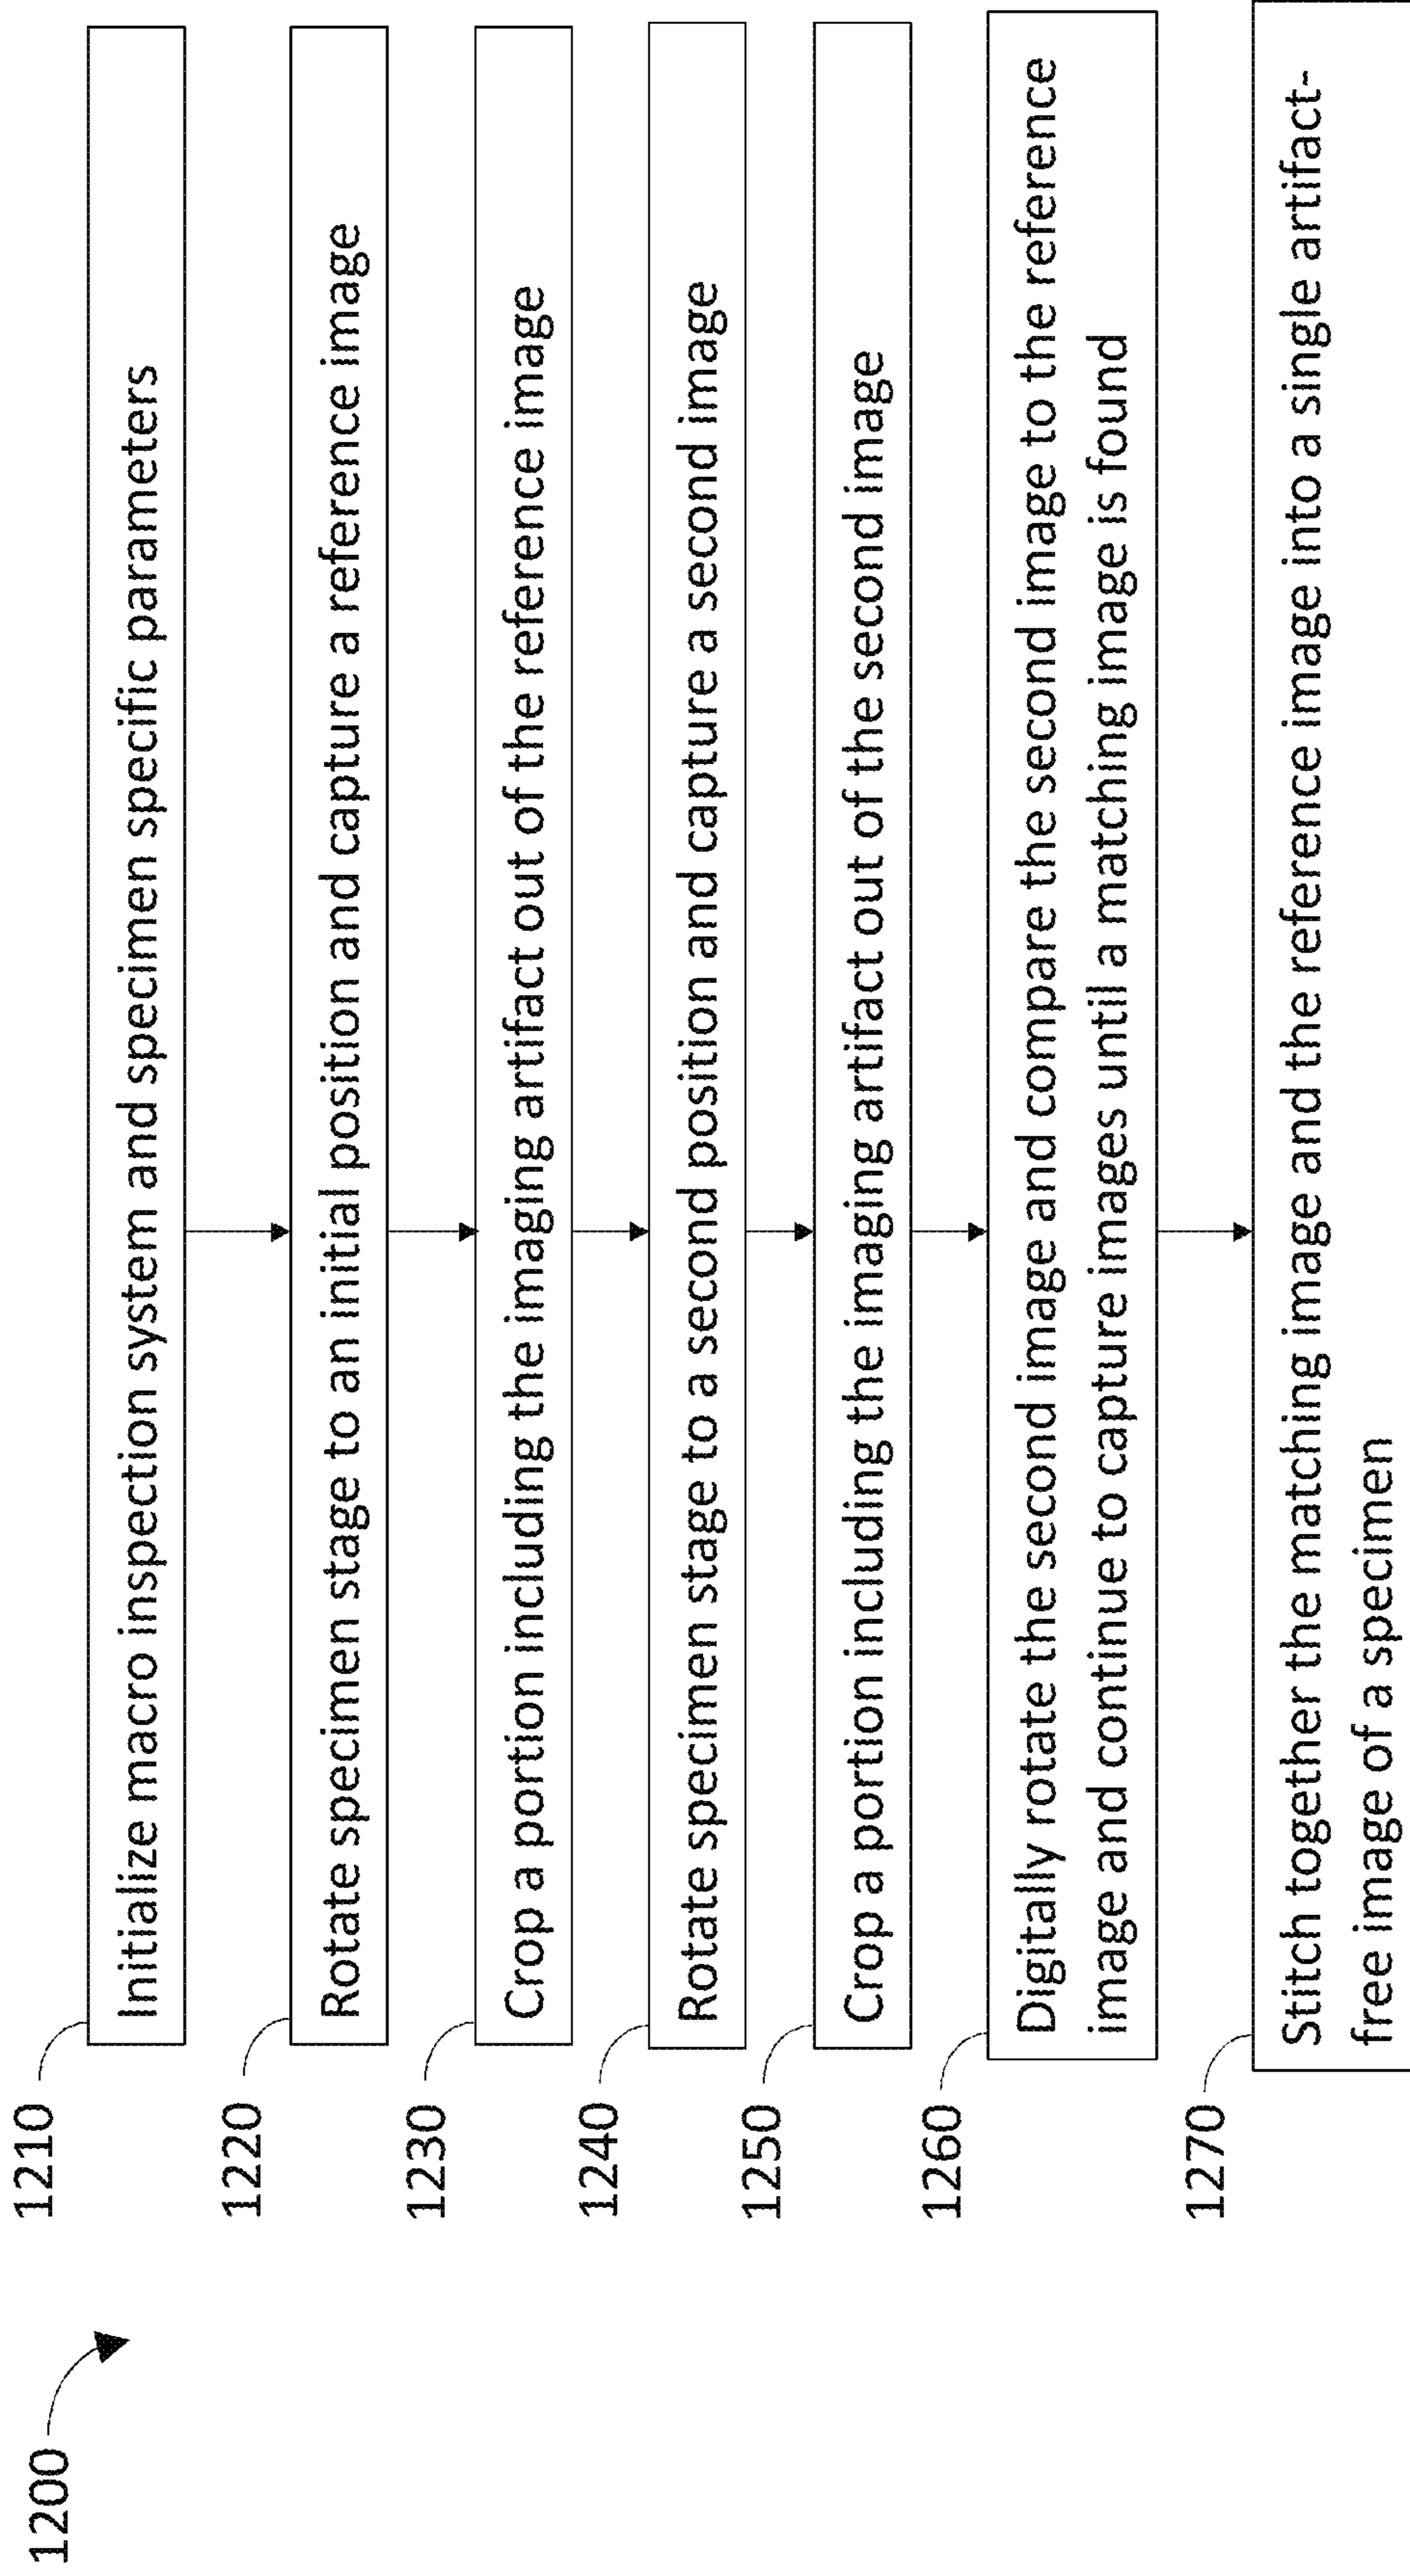 1200
1210
Initialize macro inspection system and specimen specific parameters
1220
Rotate specimen stage to an initial position and capture a reference image
1230
Crop a portion including the imaging artifact out of the reference image
1240
Rotate specimen stage to a second position and capture a second image
1250
Crop a portion including the imaging artifact out of the second image
1260
Digitally rotate the second image and compare the second image to the reference
image and continue to capture images until a matching image is found
1270
Stitch together the matching image and the reference image into a single artifact-
free image of a specimen